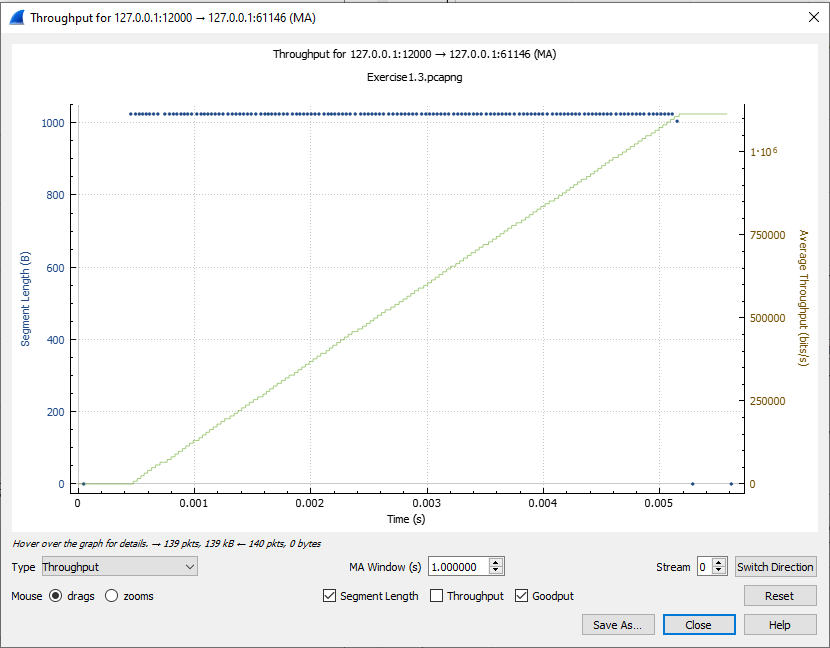 Throughput for 127.0.0.1:12000 → 127.0.0.1:61146 (MA)
Throughput for 127.0.0.1:12000 → 127.0.0.1:61146 (MA)
Exercise1.3.pcapng
1000
800
600
400
200
0
Segment Length (B)
1·10⁶
750000
500000
250000
0
Average Throughput (bits/s)
0 0.001 0.002 0.003 0.004 0.005
Time (s)
Hover over the graph for details. → 139 pkts, 139 kB ← 140 pkts, 0 bytes
Type Throughput MA Window (s) 1.000000 Stream 0 Switch Direction
Mouse drags zooms Segment Length Throughput Goodput Reset
Save As... Close Help